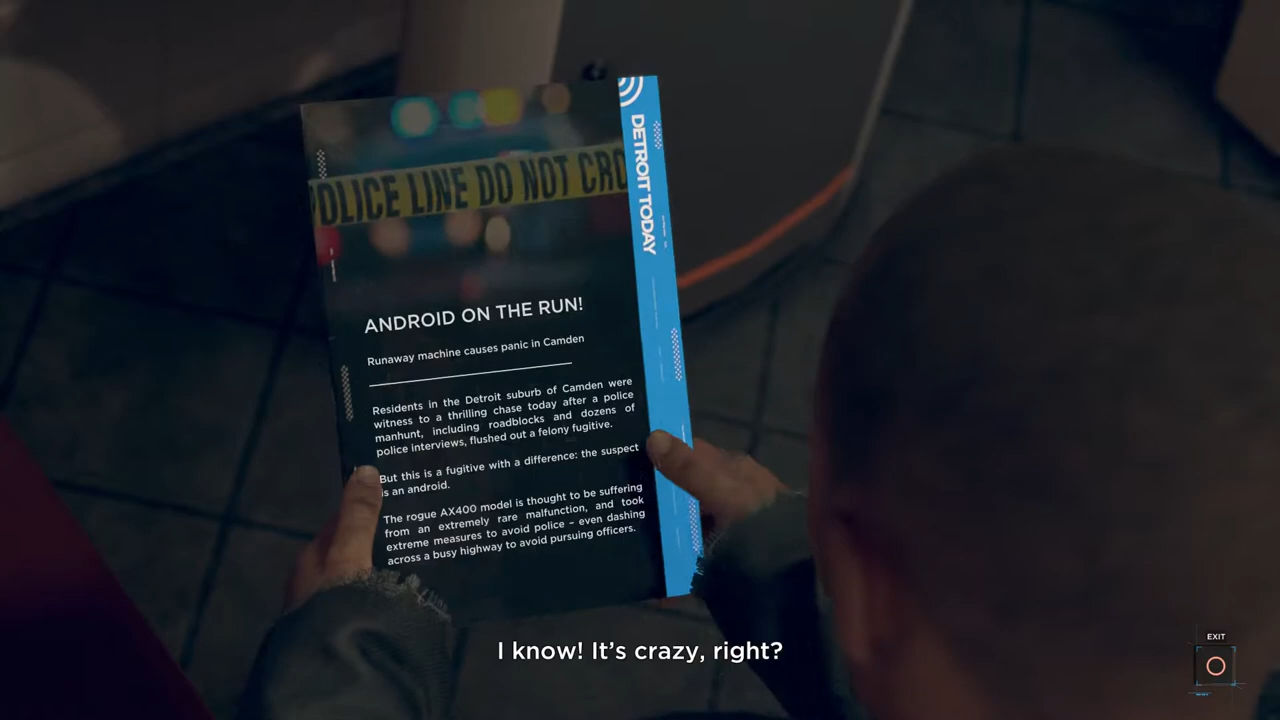 POLICE LINE DO NOT CRO
DETROIT TODAY
ANDROID ON THE RUN!
Runaway machine causes panic in Camden
Residents in the Detroit suburb of Camden were
witness to a thrilling chase today after a police
manhunt, including roadblocks and dozens of
police interviews, flushed out a felony fugitive.
But this is a fugitive with a difference: the suspect
is an android.
The rogue AX400 model is thought to be suffering
from an extremely rare malfunction, and took
extreme measures to avoid police – even dashing
across a busy highway to avoid pursuing officers.
I know! It's crazy, right?
EXIT